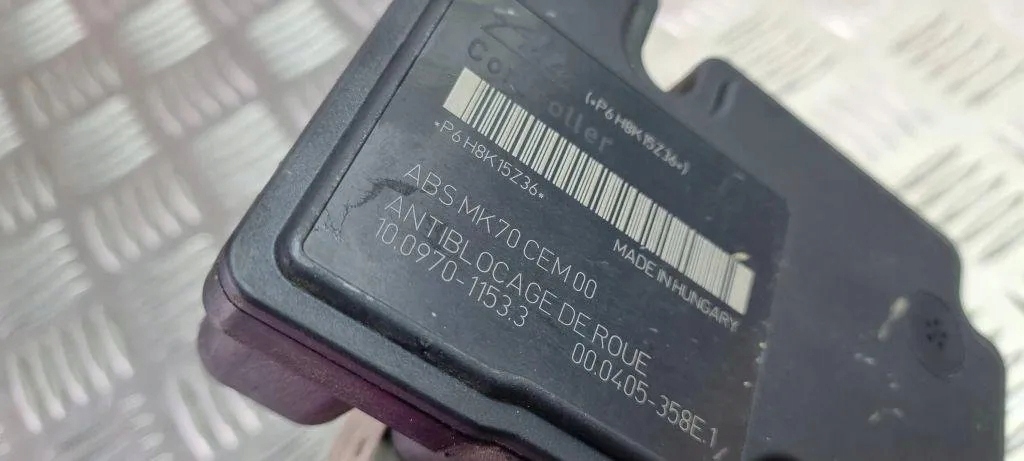 (*P6 H8K15Z36*)
*P6 H8K15Z36*
MADE IN HUNGARY
ABS MK70 CEM 00
ANTIBLOCAGE DE ROUE
10.0970-1153.3
00.0405-358E.1